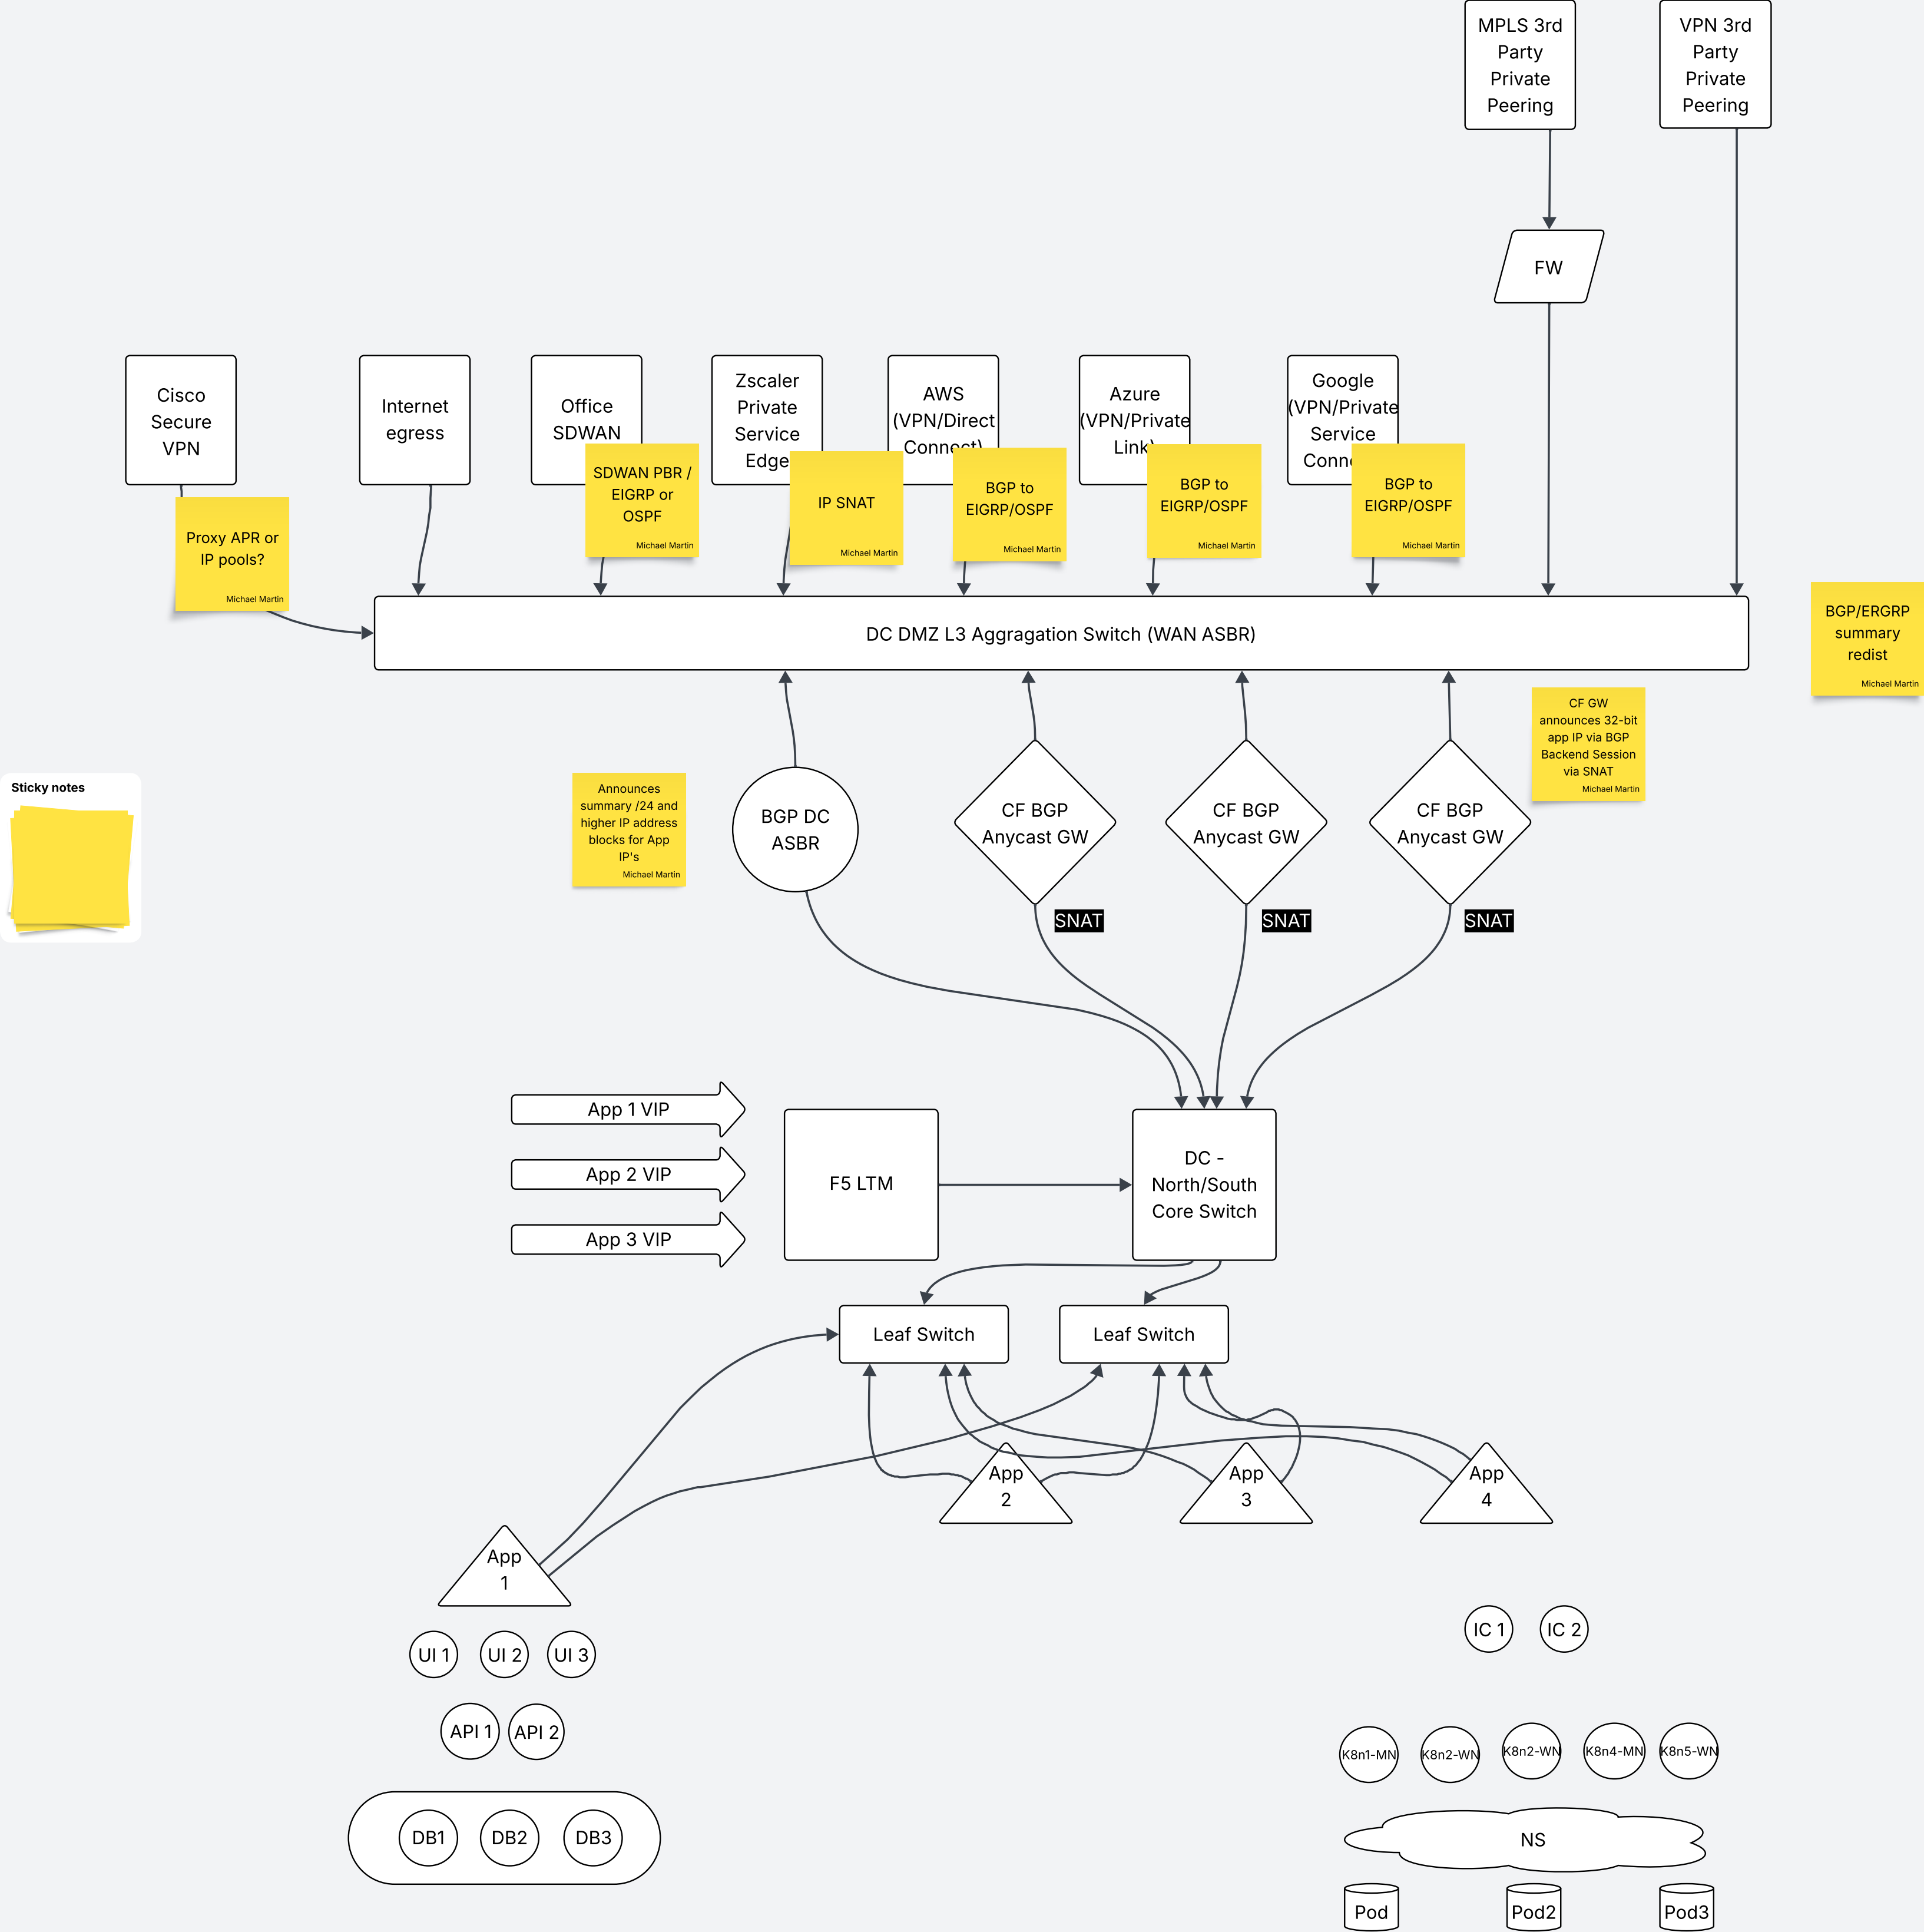 MPLS 3rd
Party
Private
Peering
VPN 3rd
Party
Private
Peering
FW
Cisco
Secure
VPN
Internet
egress
Office
SDWAN
Zscaler
Private
Service
Edge
AWS
(VPN/Direct
Connect)
Azure
(VPN/Private
Link)
Google
(VPN/Private
Service
Proxy APR or
IP pools?
Michael Martin
SDWAN PBR /
EIGRP or
OSPF
Michael Martin
IP SNAT
Michael Martin
BGP to
EIGRP/OSPF
Michael Martin
BGP to
EIGRP/OSPF
Michael Martin
BGP to
EIGRP/OSPF
Michael Martin
DC DMZ L3 Aggragation Switch (WAN ASBR)
BGP/ERGRP
summary
redist
Michael Martin
CF GW
announces 32-bit
app IP via BGP
Backend Session
via SNAT
Michael Martin
Sticky notes
Announces
summary /24 and
higher IP address
blocks for App
IP's
Michael Martin
BGP DC
ASBR
CF BGP
Anycast GW
CF BGP
Anycast GW
CF BGP
Anycast GW
SNAT
SNAT
SNAT
App 1 VIP
App 2 VIP
App 3 VIP
F5 LTM
DC -
North/South
Core Switch
Leaf Switch
Leaf Switch
App
2
App
3
App
4
App
1
UI 1
UI 2
UI 3
IC 1
IC 2
API 1
API 2
K8n1-MN
K8n2-WN
K8n2-WN
K8n4-MN
K8n5-WN
DB1
DB2
DB3
NS
Pod
Pod2
Pod3